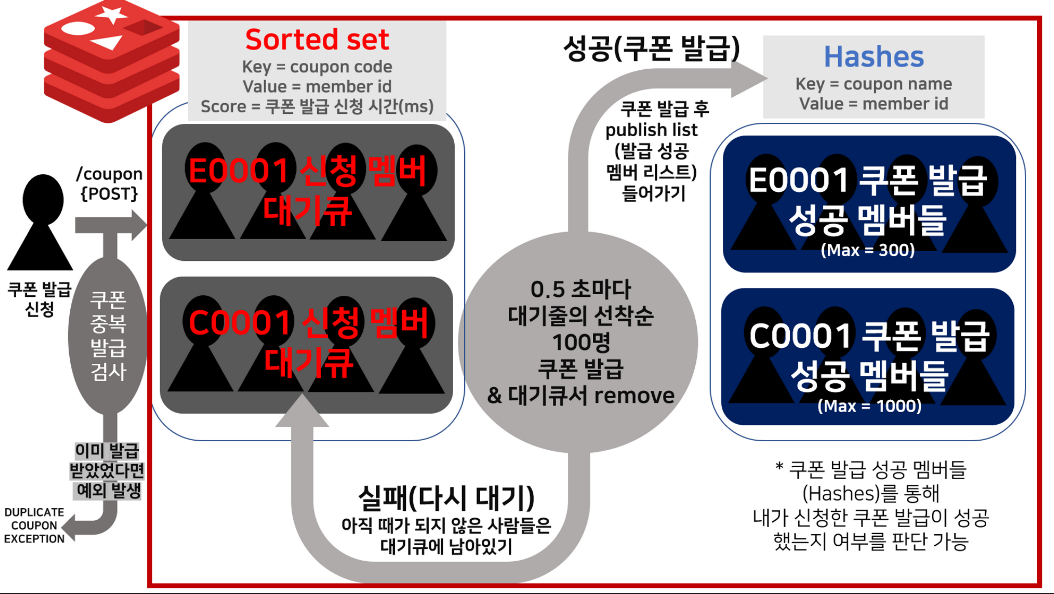 Sorted set
Key = coupon code
Value = member id
Score = 쿠폰 발급 신청 시간(ms)
E0001 신청 멤버
대기큐
C0001 신청 멤버
대기큐
/coupon
{POST}
쿠폰 발급
신청
쿠폰
중복
발급
검사
이미 발급
받았었다면
예외 발생
DUPLICATE
COUPON
EXCEPTION
성공(쿠폰 발급)
쿠폰 발급 후
publish list
(발급 성공
멤버 리스트)
들어가기
0.5 초마다
대기줄의 선착순
100명
쿠폰 발급
& 대기큐서 remove
실패(다시 대기)
아직 때가 되지 않은 사람들은
대기큐에 남아있기
Hashes
Key = coupon name
Value = member id
E0001 쿠폰 발급
성공 멤버들
(Max = 300)
C0001 쿠폰 발급
성공 멤버들
(Max = 1000)
* 쿠폰 발급 성공 멤버들
(Hashes)를 통해
내가 신청한 쿠폰 발급이 성공
했는지 여부를 판단 가능